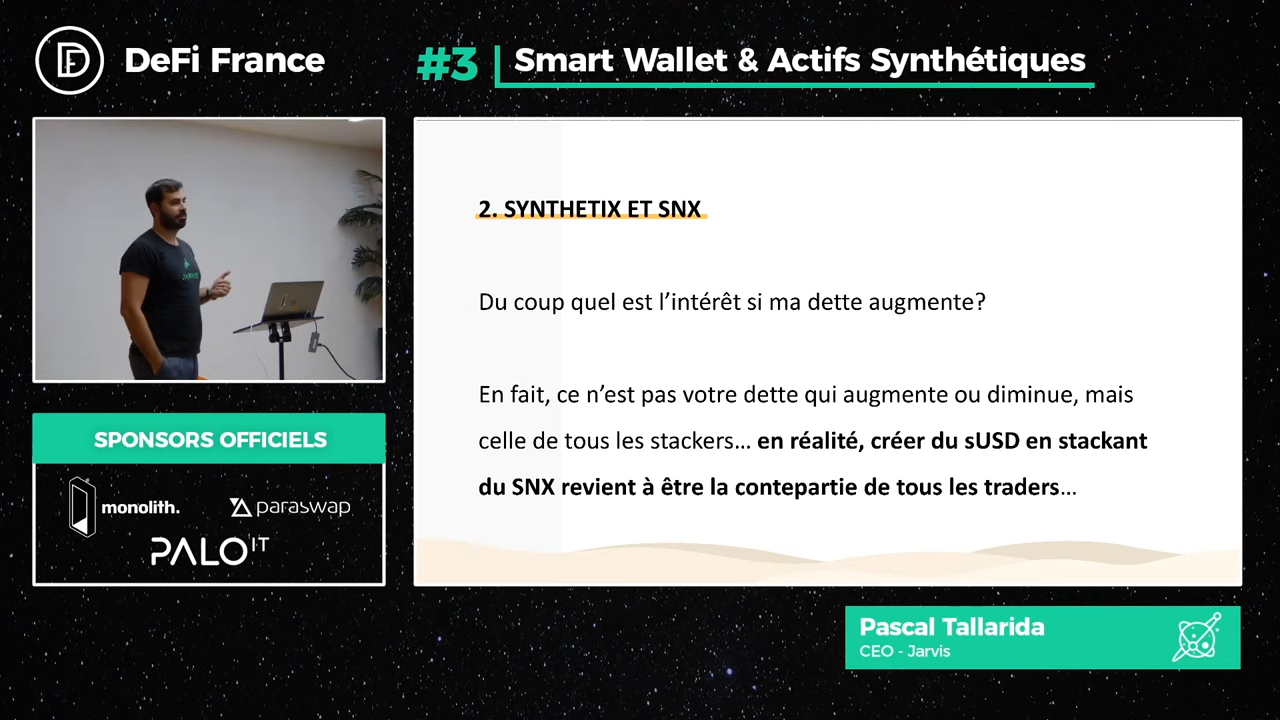 DeFi France
#3
Smart Wallet & Actifs Synthétiques
JARVIS
2. SYNTHETIX ET SNX
Du coup quel est l’intérêt si ma dette augmente?
En fait, ce n’est pas votre dette qui augmente ou diminue, mais
celle de tous les stackers… en réalité, créer du sUSD en stackant
du SNX revient à être la contepartie de tous les traders…
SPONSORS OFFICIELS
monolith.
paraswap
PALO IT
Pascal Tallarida
CEO - Jarvis